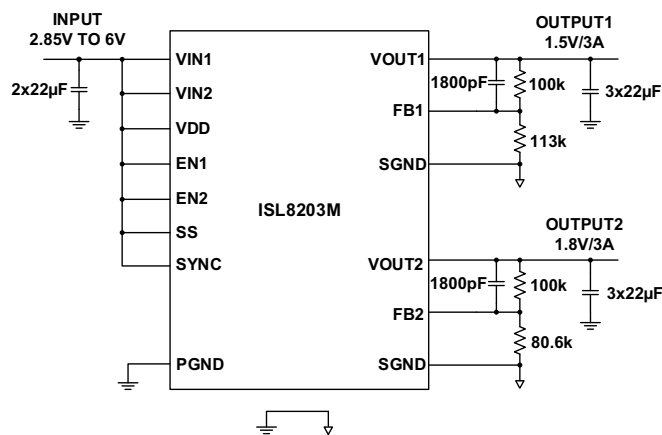 INPUT
2.85V TO 6V
2x22µF
VIN1
VIN2
VDD
EN1
EN2
SS
SYNC
PGND
ISL8203M
VOUT1
FB1
SGND
VOUT2
FB2
SGND
OUTPUT1
1.5V/3A
1800pF
100k
3x22µF
113k
OUTPUT2
1.8V/3A
1800pF
100k
3x22µF
80.6k